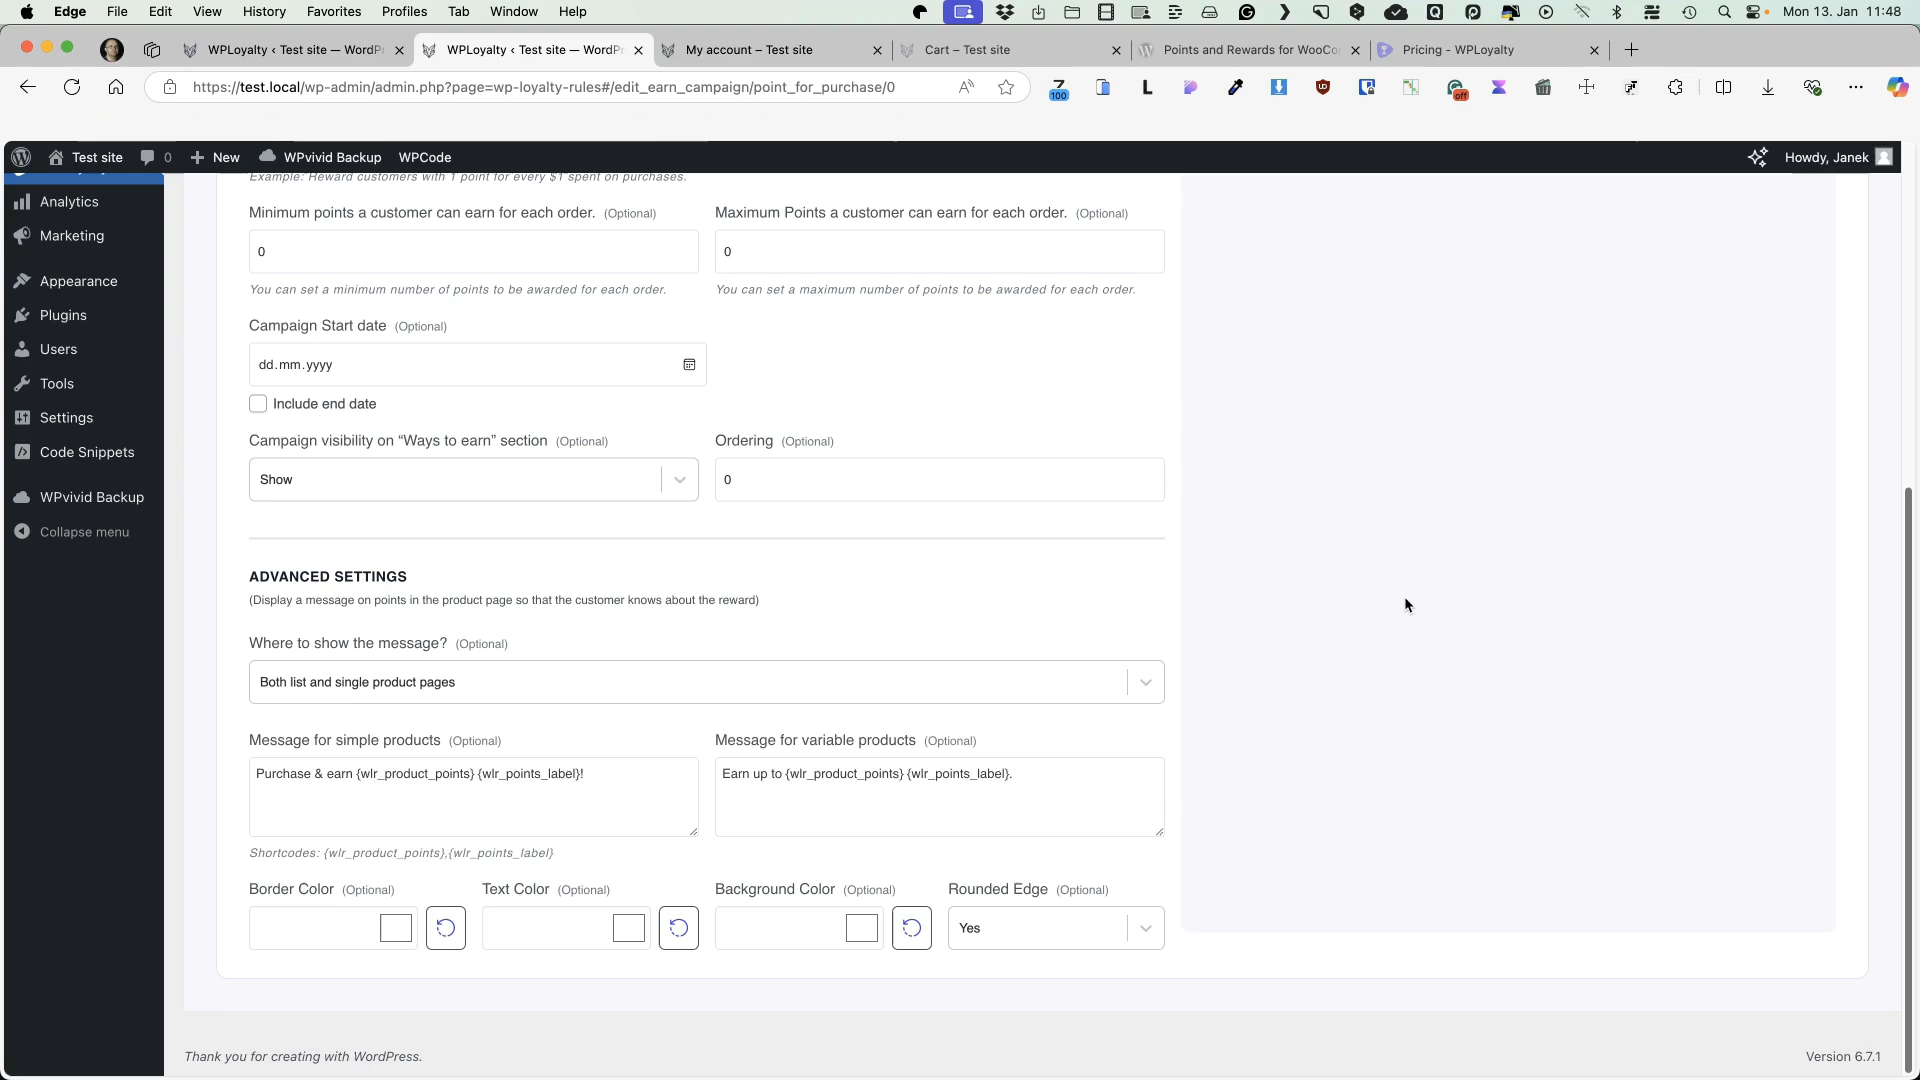 Edge File Edit View History Favorites Profiles Tab Window Help
Mon 13. Jan 11:48
WPLoyalty ‹ Test site — WordPr
WPLoyalty ‹ Test site — WordPr
My account – Test site
Cart – Test site
Points and Rewards for WooCo
Pricing - WPLoyalty
https://test.local/wp-admin/admin.php?page=wp-loyalty-rules#/edit_earn_campaign/point_for_purchase/0
100
off
Test site 0 New WPvivid Backup WPCode
Howdy, Janek
Analytics
Marketing
Appearance
Plugins
Users
Tools
Settings
Code Snippets
WPvivid Backup
Collapse menu
Example: Reward customers with 1 point for every $1 spent on purchases.
Minimum points a customer can earn for each order. (Optional)
Maximum Points a customer can earn for each order. (Optional)
0
0
You can set a minimum number of points to be awarded for each order.
You can set a maximum number of points to be awarded for each order.
Campaign Start date (Optional)
dd.mm.yyyy
Include end date
Campaign visibility on “Ways to earn” section (Optional)
Ordering (Optional)
Show
0
ADVANCED SETTINGS
(Display a message on points in the product page so that the customer knows about the reward)
Where to show the message? (Optional)
Both list and single product pages
Message for simple products (Optional)
Message for variable products (Optional)
Purchase & earn {wlr_product_points} {wlr_points_label}!
Earn up to {wlr_product_points} {wlr_points_label}.
Shortcodes: {wlr_product_points},{wlr_points_label}
Border Color (Optional)
Text Color (Optional)
Background Color (Optional)
Rounded Edge (Optional)
Yes
Thank you for creating with WordPress.
Version 6.7.1